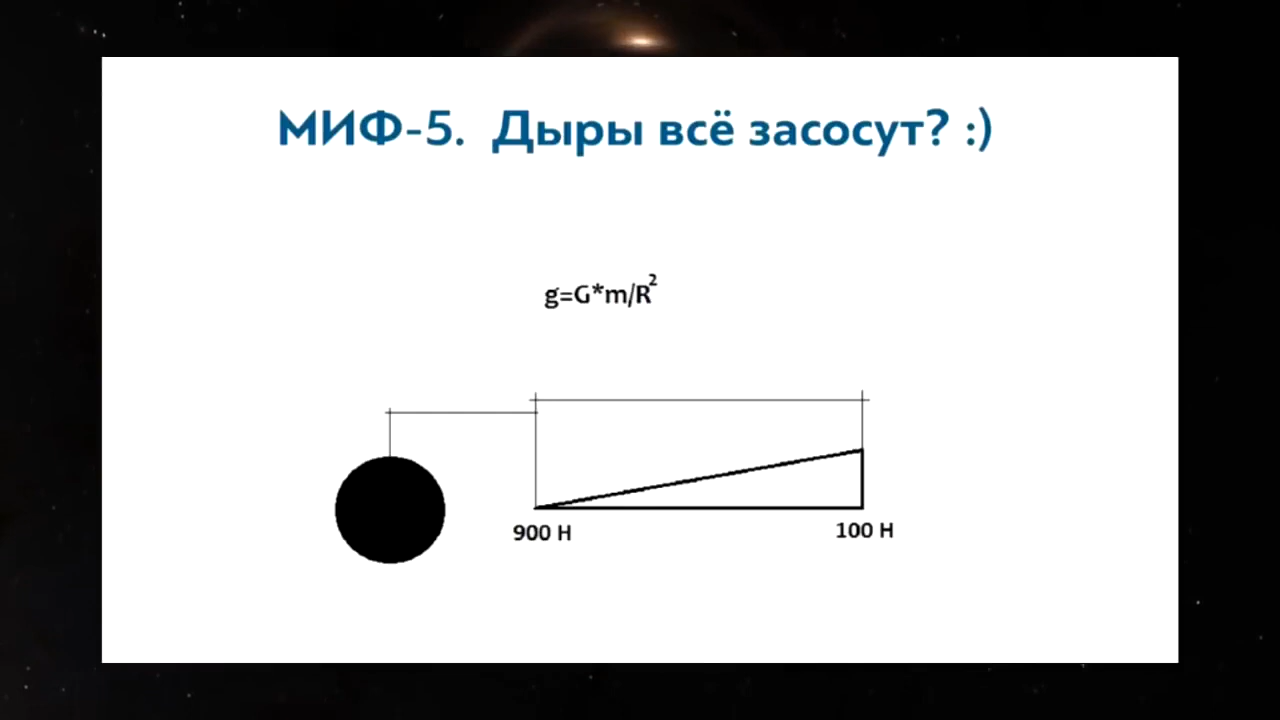 МИФ-5. Дыры всё засосут? :)
g=G*m/R²
900 Н
100 Н